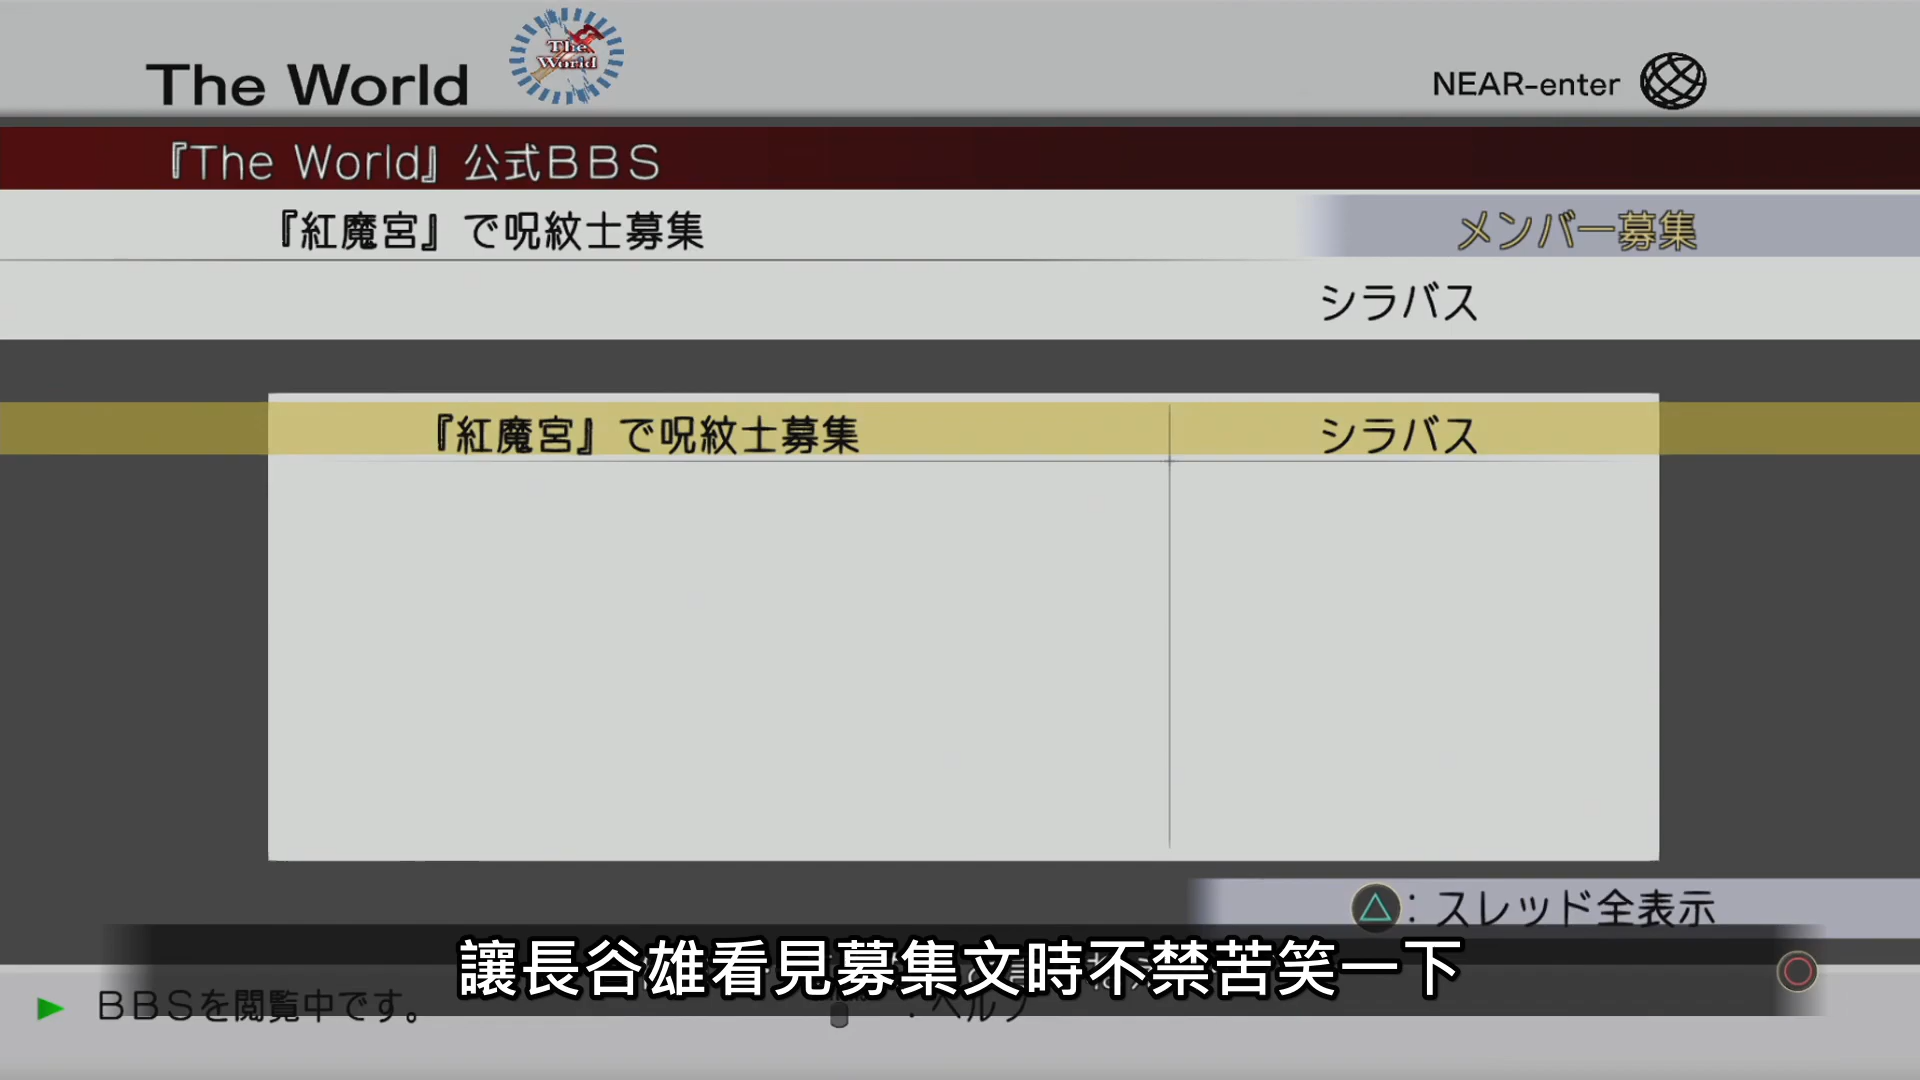 The World
The World
NEAR-enter
『The World』公式BBS
『紅魔宮』で呪紋士募集
メンバー募集
シラバス
『紅魔宮』で呪紋士募集
シラバス
△：スレッド全表示
讓長谷雄看見募集文時不禁苦笑一下
BBSを閲覧中です。
：ヘルプ